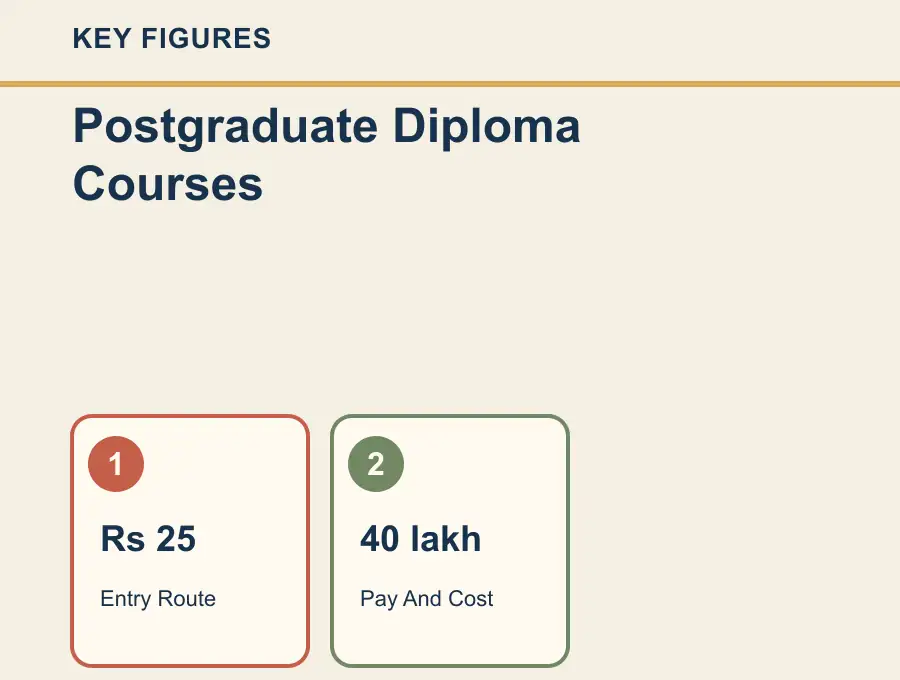 KEY FIGURES
Postgraduate Diploma
Courses
1
Rs 25
Entry Route
2
40 lakh
Pay And Cost